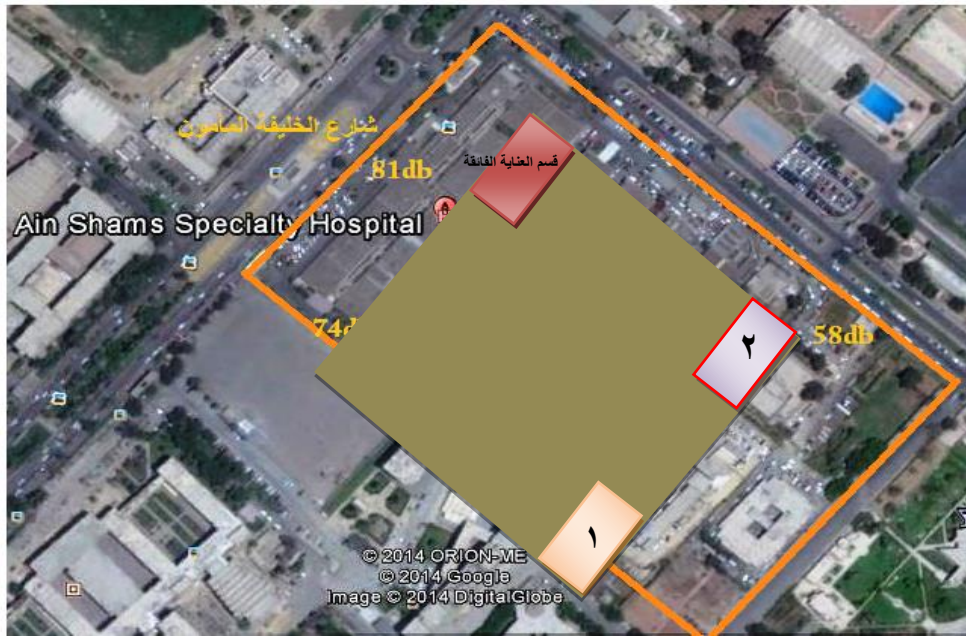 شارع الخليفة المامون
قسم العناية الفائقة
81db
Ain Shams Specialty Hospital
74d
58db
٢
١
© 2014 ORION-ME
© 2014 Google
Image © 2014 DigitalGlobe